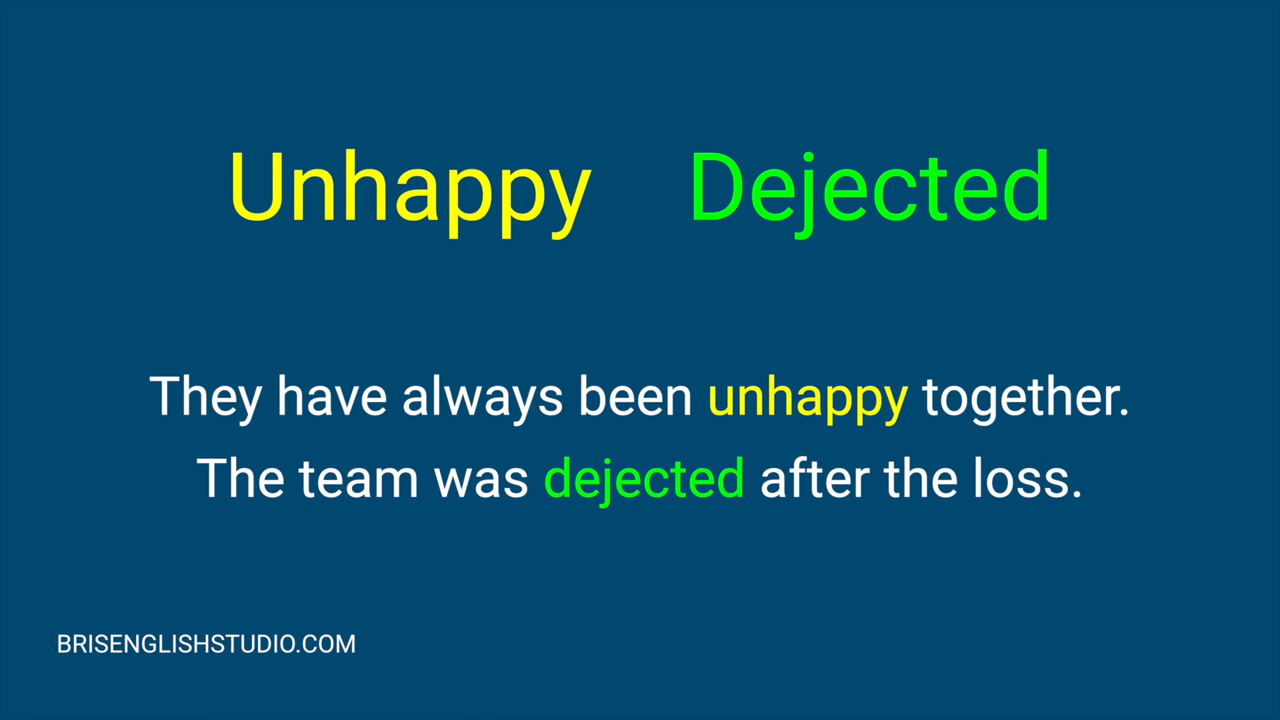 Unhappy Dejected
They have always been unhappy together.
The team was dejected after the loss.
BRISENGLISHSTUDIO.COM